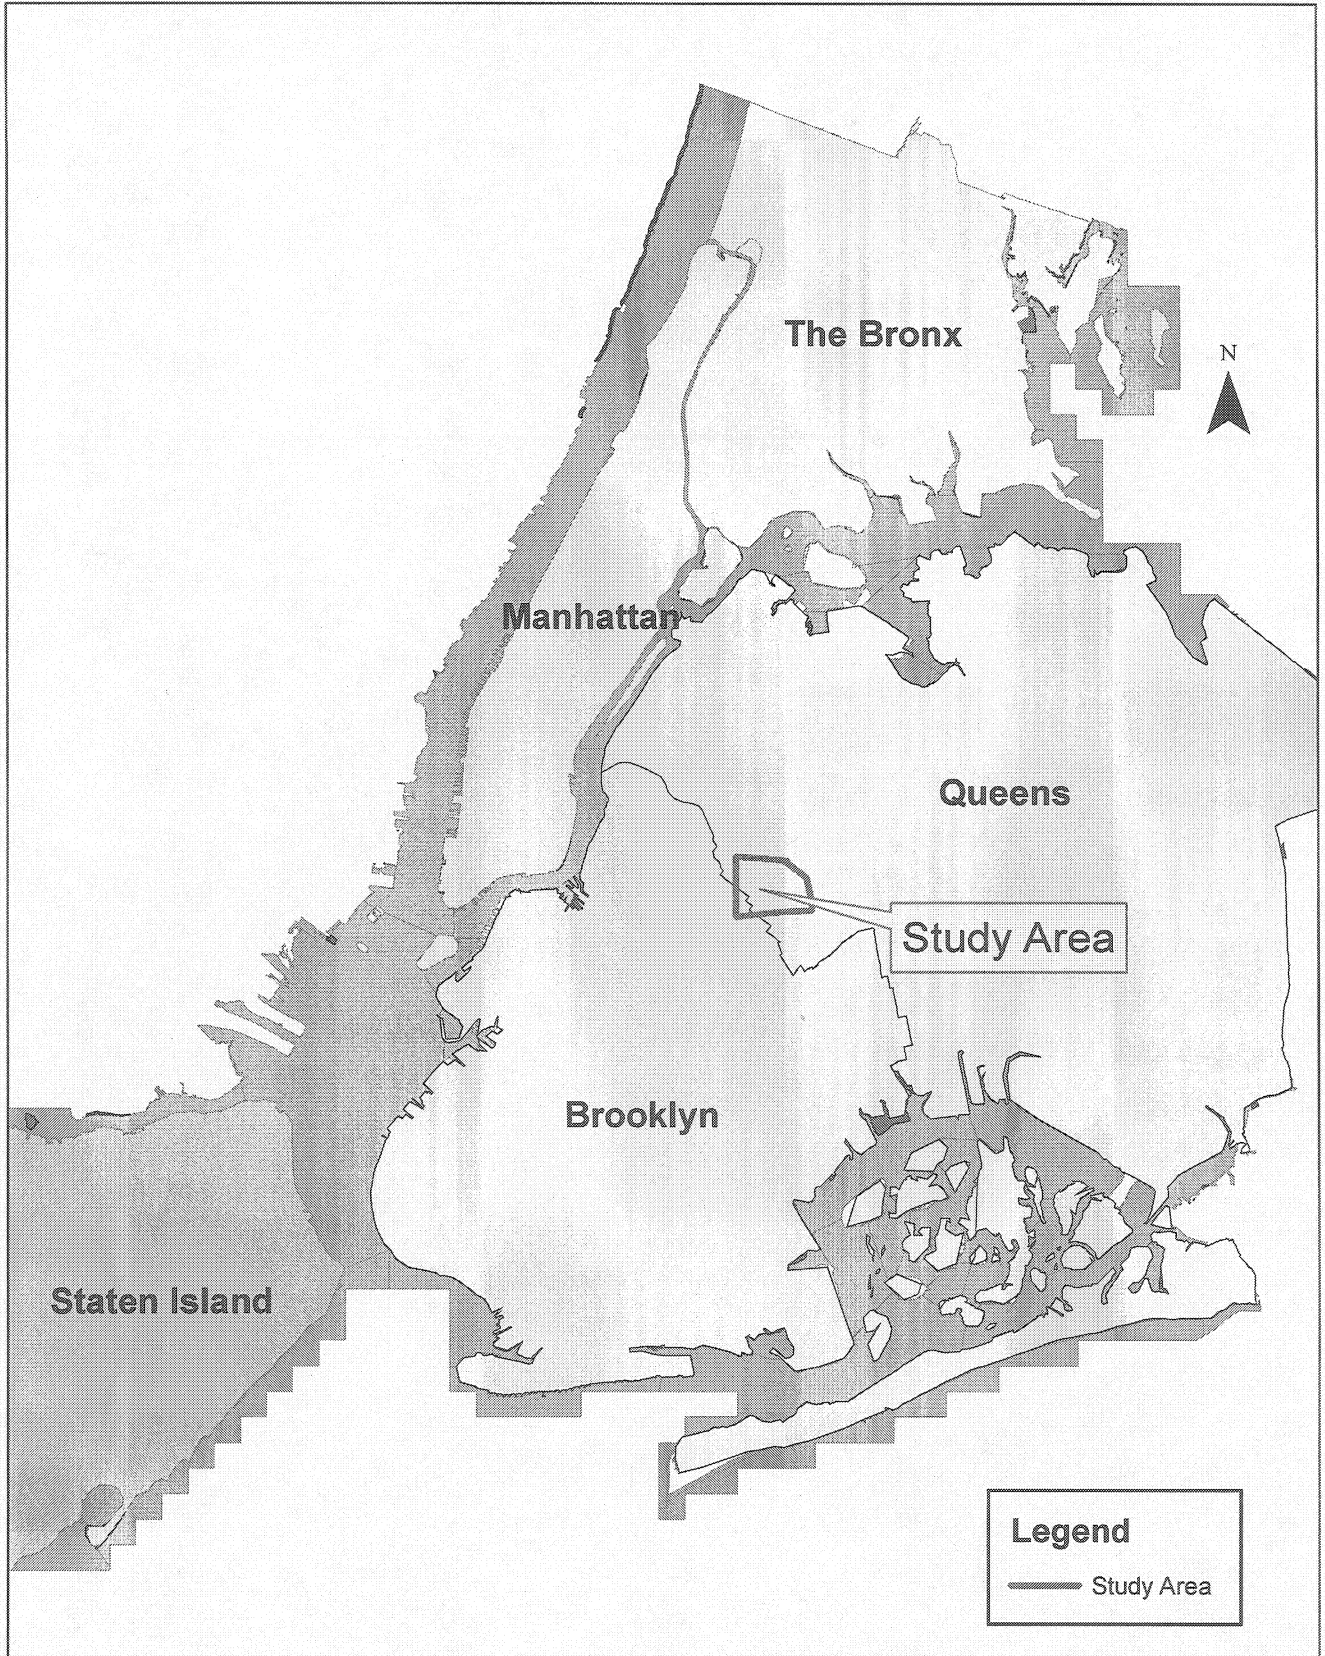 The Bronx
N
Manhattan
Queens
Study Area
Brooklyn
Staten Island
Legend
Study Area